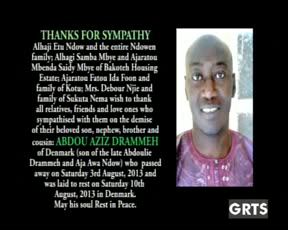 THANKS FOR SYMPATHY
Alhaji Etu Ndow and the entire Ndowen
family; Alhagi Samba Mbye and Ajaratou
Mbenda Saidy Mbye of Bakoteh Housing
Estate; Ajaratou Fatou Ida Foon and
family of Kotu; Mrs. Debour Njie and
family of Sukuta Nema wish to thank
all relatives, friends and love ones who
sympathised with them on the demise
of their beloved son, nephew, brother and
cousin: ABDOU AZIZ DRAMMEH
of Denmark (son of the late Abdoulie
Drammeh and Aja Awa Ndow) who passed
away on Saturday 3rd August, 2013 and
was laid to rest on Saturday 10th
August, 2013 in Denmark.
May his soul Rest in Peace.
GRTS